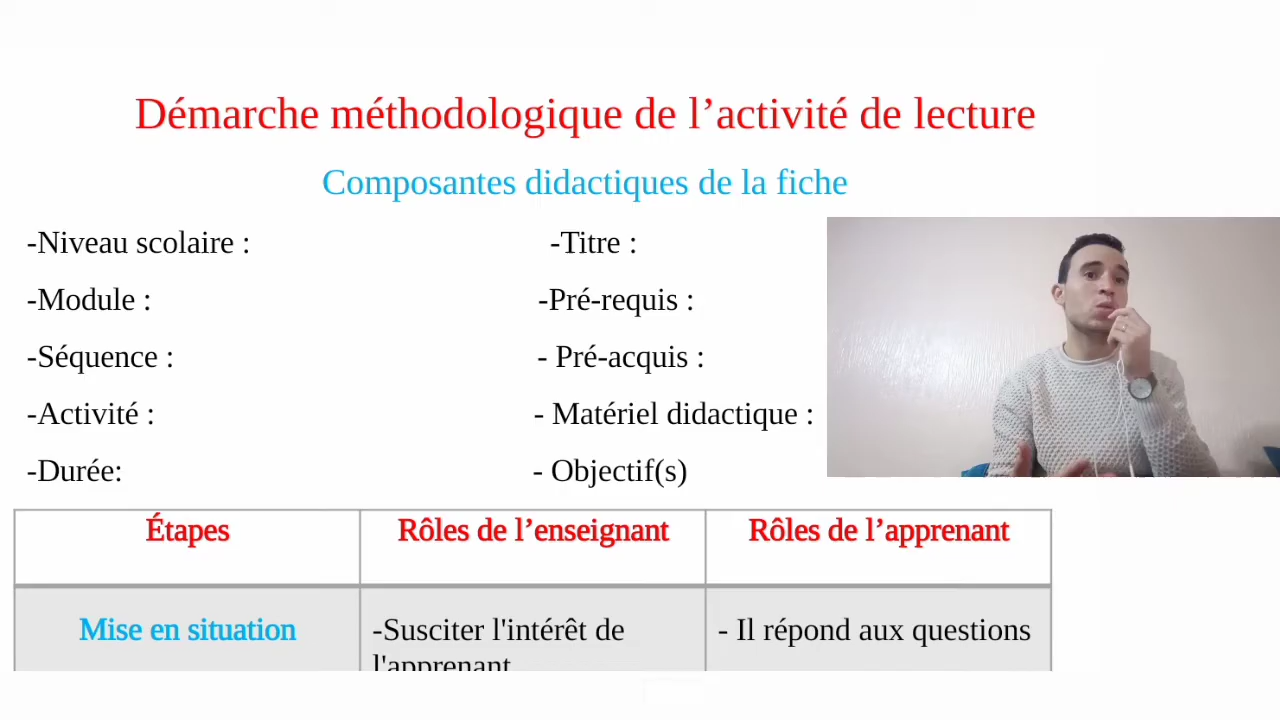 Démarche méthodologique de l’activité de lecture
Composantes didactiques de la fiche
-Niveau scolaire :
-Titre :
-Module :
-Pré-requis :
-Séquence :
- Pré-acquis :
-Activité :
- Matériel didactique :
-Durée:
- Objectif(s)
Étapes
Rôles de l’enseignant
Rôles de l’apprenant
Mise en situation
-Susciter l'intérêt de
l'apprenant
- Il répond aux questions